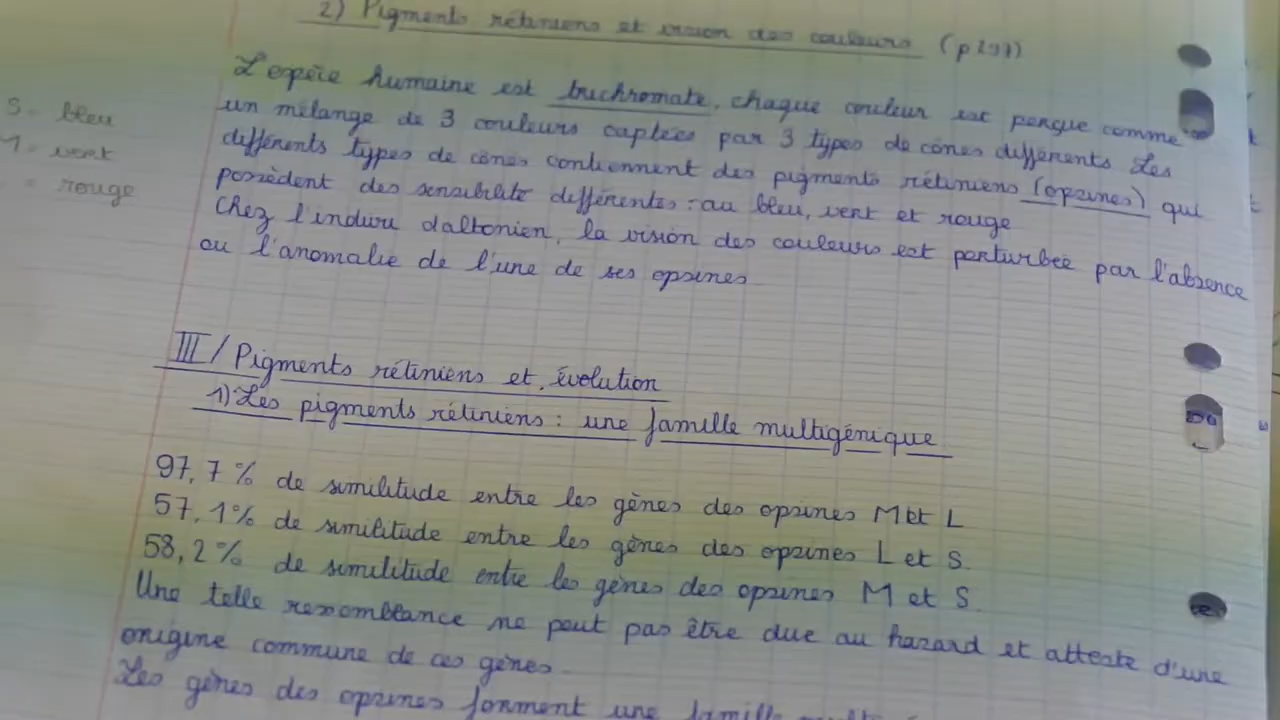 2) Pigments rétiniens et vision des couleurs (p 297)
L'espèce humaine est trichromate, chaque couleur est perçue comme
un mélange de 3 couleurs captées par 3 types de cônes différents. Les
différents types de cônes contiennent des pigments rétiniens (opsines) qui
possèdent des sensibilité différentes : au bleu, vert et rouge
Chez l'indivu daltonien, la vision des couleurs est perturbée par l'absence
ou l'anomalie de l'une de ses opsines
S = bleu
= vert
= rouge
III / Pigments rétiniens et évolution
1) Les pigments rétiniens : une famille multigénique
97,7 % de similitude entre les gènes des opsines M et L
57,1 % de similitude entre les gènes des opsines L et S.
58,2 % de similitude entre les gènes des opsines M et S.
Une telle ressemblance ne peut pas être due au hazard et atteste d'une
origine commune de ces gènes.
Les gènes des opsines forment une famille